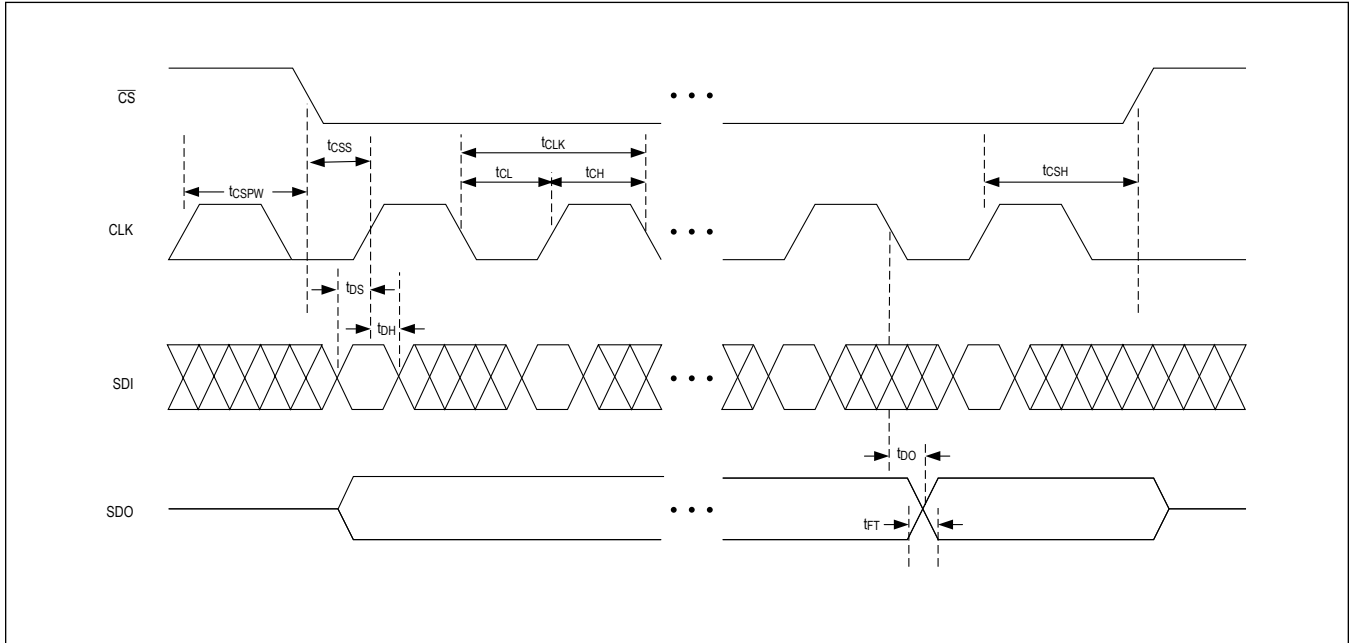 CS
tCSS
tCLK
tCSPW
tCL
tCH
tCSH
CLK
tDS
tDH
SDI
tDO
SDO
tFT